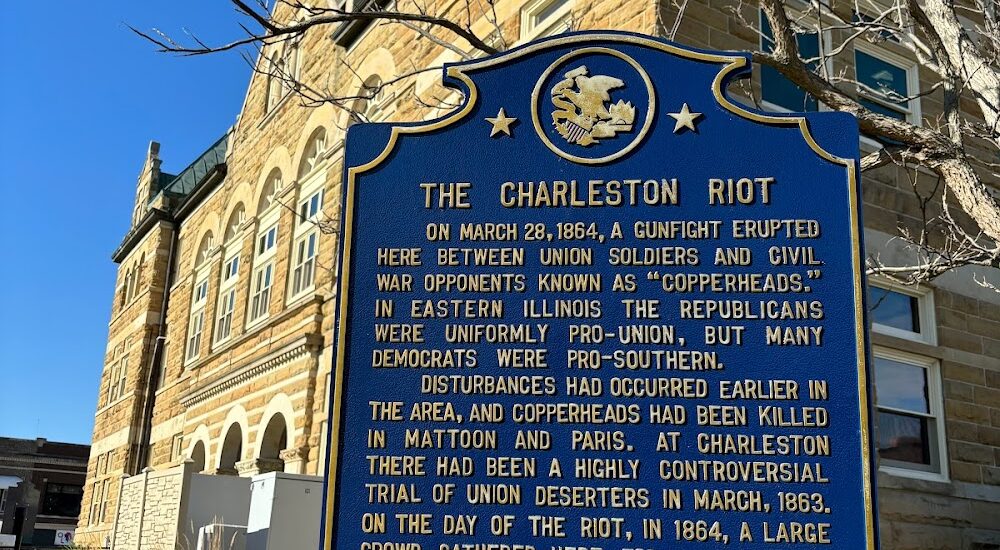 THE CHARLESTON RIOT
ON MARCH 28, 1864, A GUNFIGHT ERUPTED
HERE BETWEEN UNION SOLDIERS AND CIVIL
WAR OPPONENTS KNOWN AS “COPPERHEADS.”
IN EASTERN ILLINOIS THE REPUBLICANS
WERE UNIFORMLY PRO-UNION, BUT MANY
DEMOCRATS WERE PRO-SOUTHERN.
DISTURBANCES HAD OCCURRED EARLIER IN
THE AREA, AND COPPERHEADS HAD BEEN KILLED
IN MATTOON AND PARIS. AT CHARLESTON
THERE HAD BEEN A HIGHLY CONTROVERSIAL
TRIAL OF UNION DESERTERS IN MARCH, 1863.
ON THE DAY OF THE RIOT, IN 1864, A LARGE
CROWD GATHERED HERE